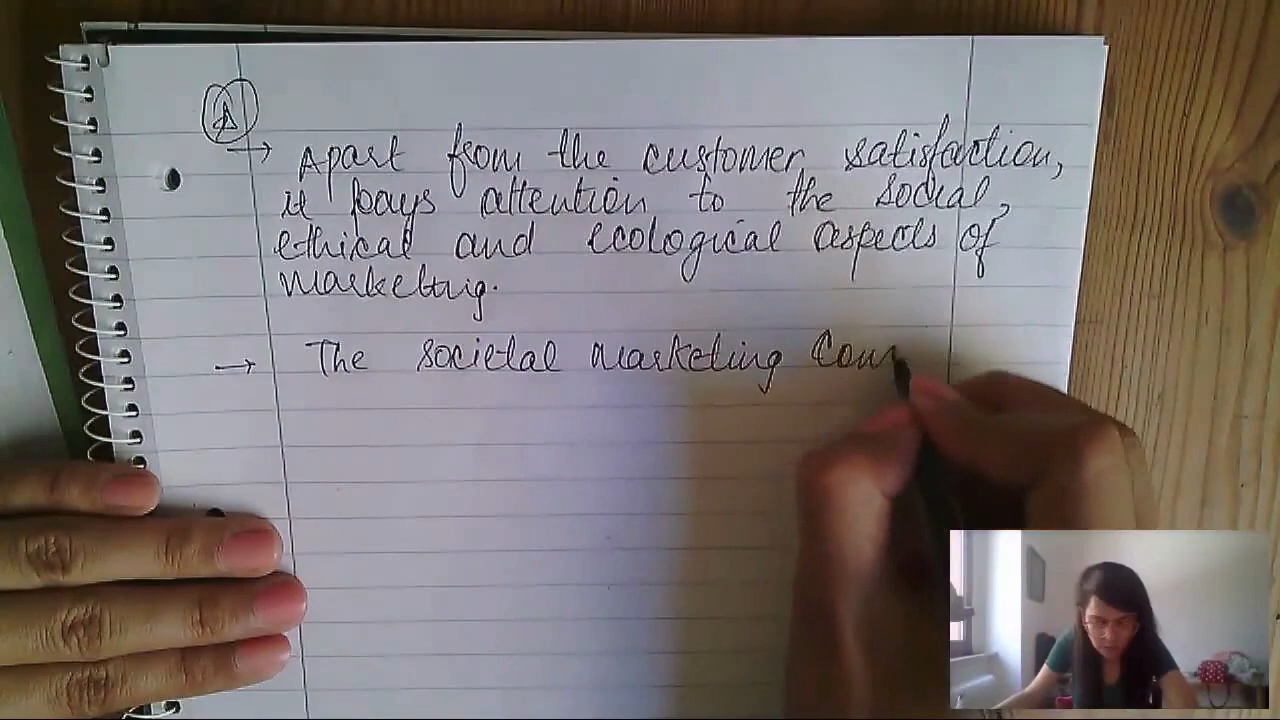 A
→ Apart from the customer satisfaction,
it pays attention to the social,
ethical and ecological aspects of
marketing.
→ The societal marketing Con